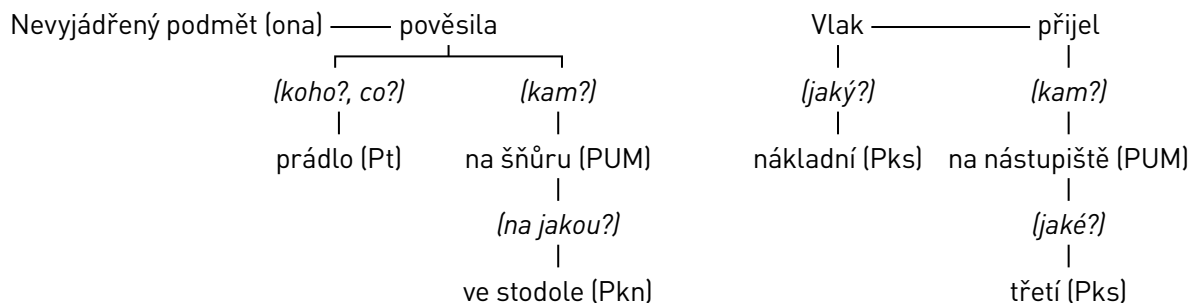 Nevyjádřený podmět (ona) pověsila
(koho?, co?) (kam?)
prádlo (Pt) na šňůru (PUM)
(na jakou?)
ve stodole (Pkn)
Vlak přijel
(jaký?) (kam?)
nákladní (Pks) na nástupiště (PUM)
(jaké?)
třetí (Pks)